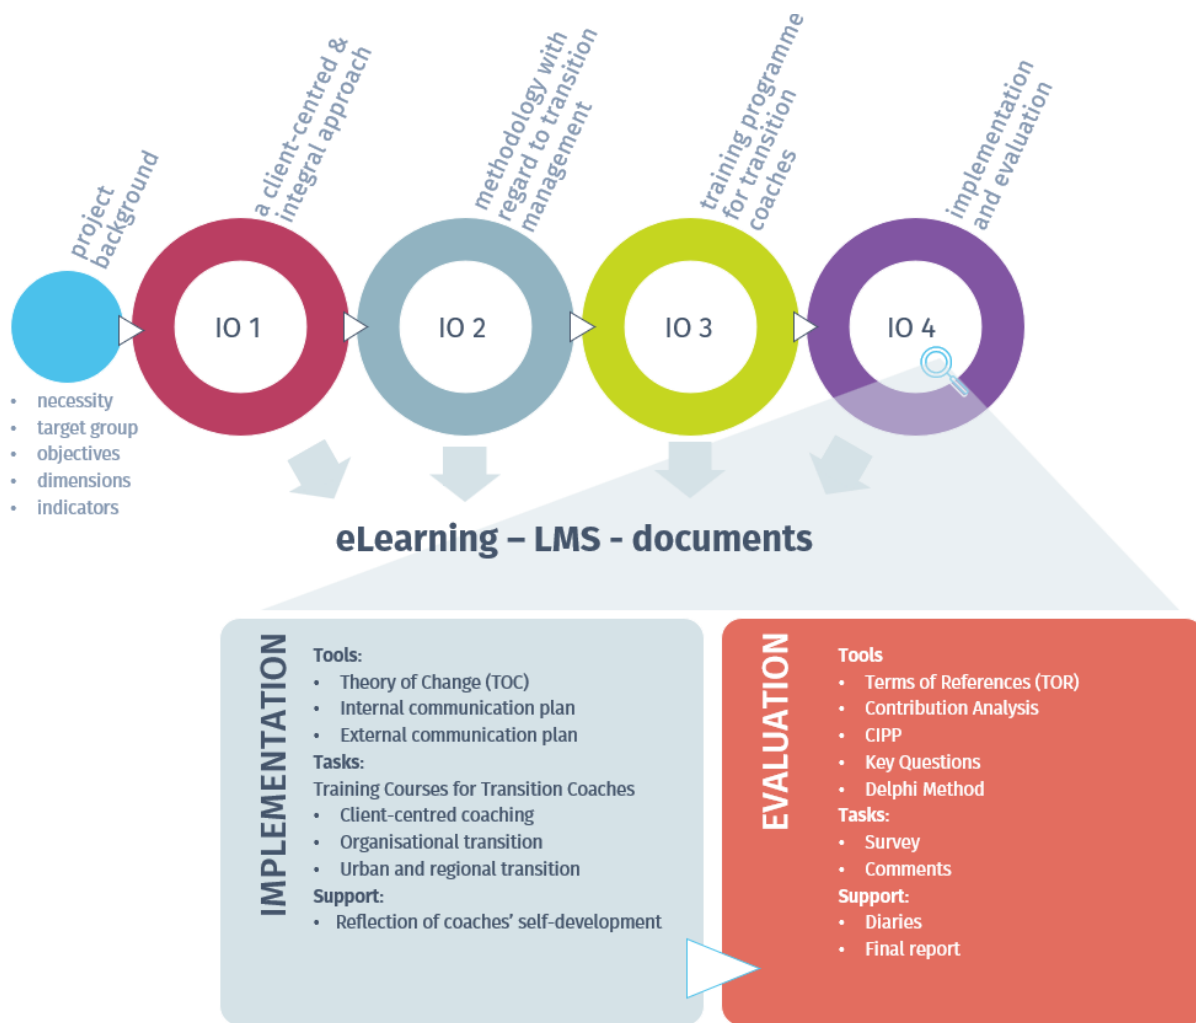 project
background
a client-centred &
integral approach
methodology with
regard to transition
management
training programme
for transition
coaches
implementation
and evaluation
IO 1
IO 2
IO 3
IO 4
• necessity
• target group
• objectives
• dimensions
• indicators
eLearning – LMS - documents
IMPLEMENTATION
Tools:
• Theory of Change (TOC)
• Internal communication plan
• External communication plan
Tasks:
Training Courses for Transition Coaches
• Client-centred coaching
• Organisational transition
• Urban and regional transition
Support:
• Reflection of coaches' self-development
EVALUATION
Tools
• Terms of References (TOR)
• Contribution Analysis
• CIPP
• Key Questions
• Delphi Method
Tasks:
• Survey
• Comments
Support:
• Diaries
• Final report